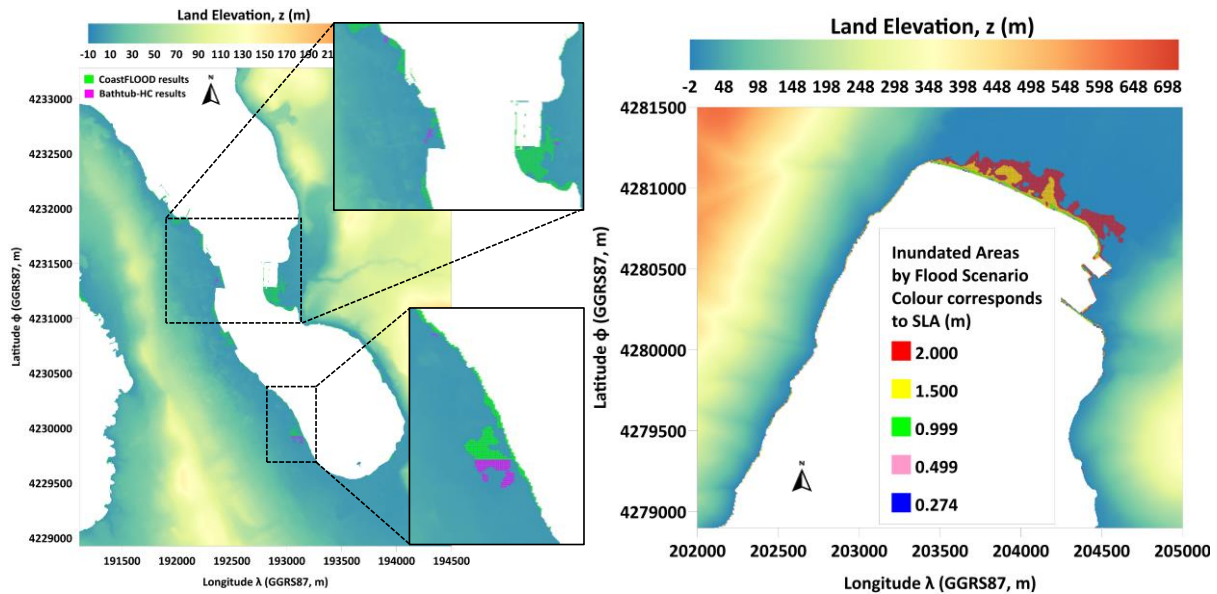 Land Elevation, z (m)
-10 10 30 50 70 90 110 130 150 170 190 21
CoastFLOOD results
Bathtub-HC results
N
4233000
4232500
4232000
4231500
4231000
4230500
4230000
4229500
4229000
Latitude ɸ (GGRS87, m)
191500 192000 192500 193000 193500 194000 194500
Longitude λ (GGRS87, m)
Land Elevation, z (m)
-2 48 98 148 198 248 298 348 398 448 498 548 598 648 698
4281500
4281000
4280500
4280000
4279500
4279000
Latitude ɸ (GGRS87, m)
Inundated Areas
by Flood Scenario
Colour corresponds
to SLA (m)
2.000
1.500
0.999
0.499
0.274
N
202000 202500 203000 203500 204000 204500 205000
Longitude λ (GGRS87, m)